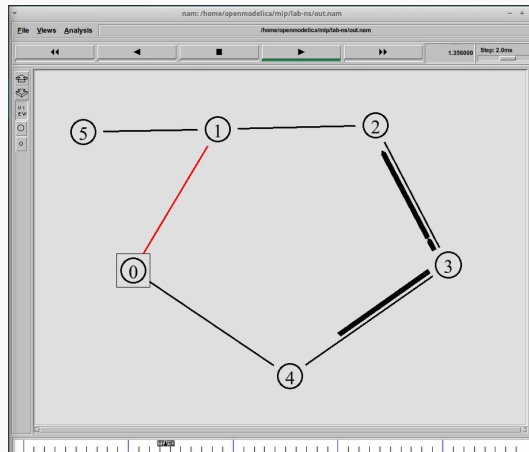 nam: /home/openmodelica/mip/lab-ns/out.nam
File Views Analysis /home/openmodelica/mip/lab-ns/out.nam
1.356000 Step: 2.0ms
VIEW
5
1
2
0
3
4